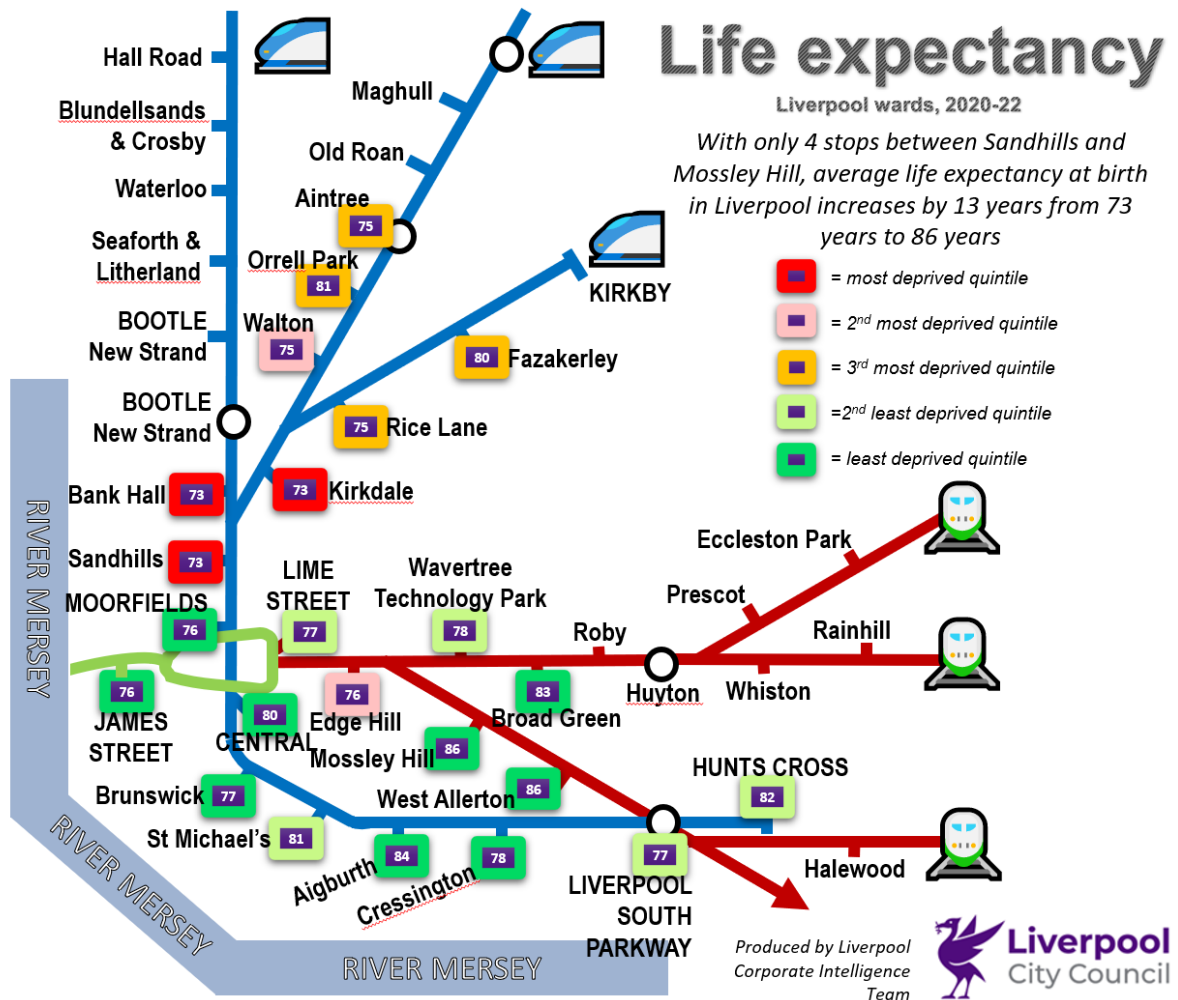 Life expectancy
Liverpool wards, 2020-22
With only 4 stops between Sandhills and
Mossley Hill, average life expectancy at birth
in Liverpool increases by 13 years from 73
years to 86 years
= most deprived quintile
= 2nd most deprived quintile
= 3rd most deprived quintile
=2nd least deprived quintile
= least deprived quintile
Hall Road
Blundellsands
& Crosby
Waterloo
Seaforth &
Litherland
BOOTLE
New Strand
BOOTLE
New Strand
Bank Hall
73
Sandhills
73
MOORFIELDS
76
Maghull
Old Roan
Aintree
75
Orrell Park
81
Walton
75
KIRKBY
80
Fazakerley
75
Rice Lane
73
Kirkdale
LIME
STREET
77
Wavertree
Technology Park
78
Roby
Eccleston Park
Prescot
Rainhill
Huyton
Whiston
76
JAMES
STREET
80
CENTRAL
76
Edge Hill
83
Broad Green
Mossley Hill
86
West Allerton
86
HUNTS CROSS
82
Brunswick
77
St Michael's
81
Aigburth
84
Cressington
78
77
LIVERPOOL
SOUTH
PARKWAY
Halewood
RIVER MERSEY
RIVER MERSEY
RIVER MERSEY
Produced by Liverpool
Corporate Intelligence
Team
Liverpool
City Council